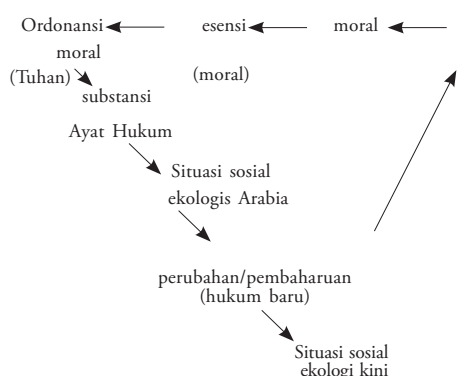 Ordonansi esensi moral
moral
(Tuhan) (moral)
substansi
Ayat Hukum
Situasi sosial
ekologis Arabia
perubahan/pembaharuan
(hukum baru)
Situasi sosial
ekologi kini